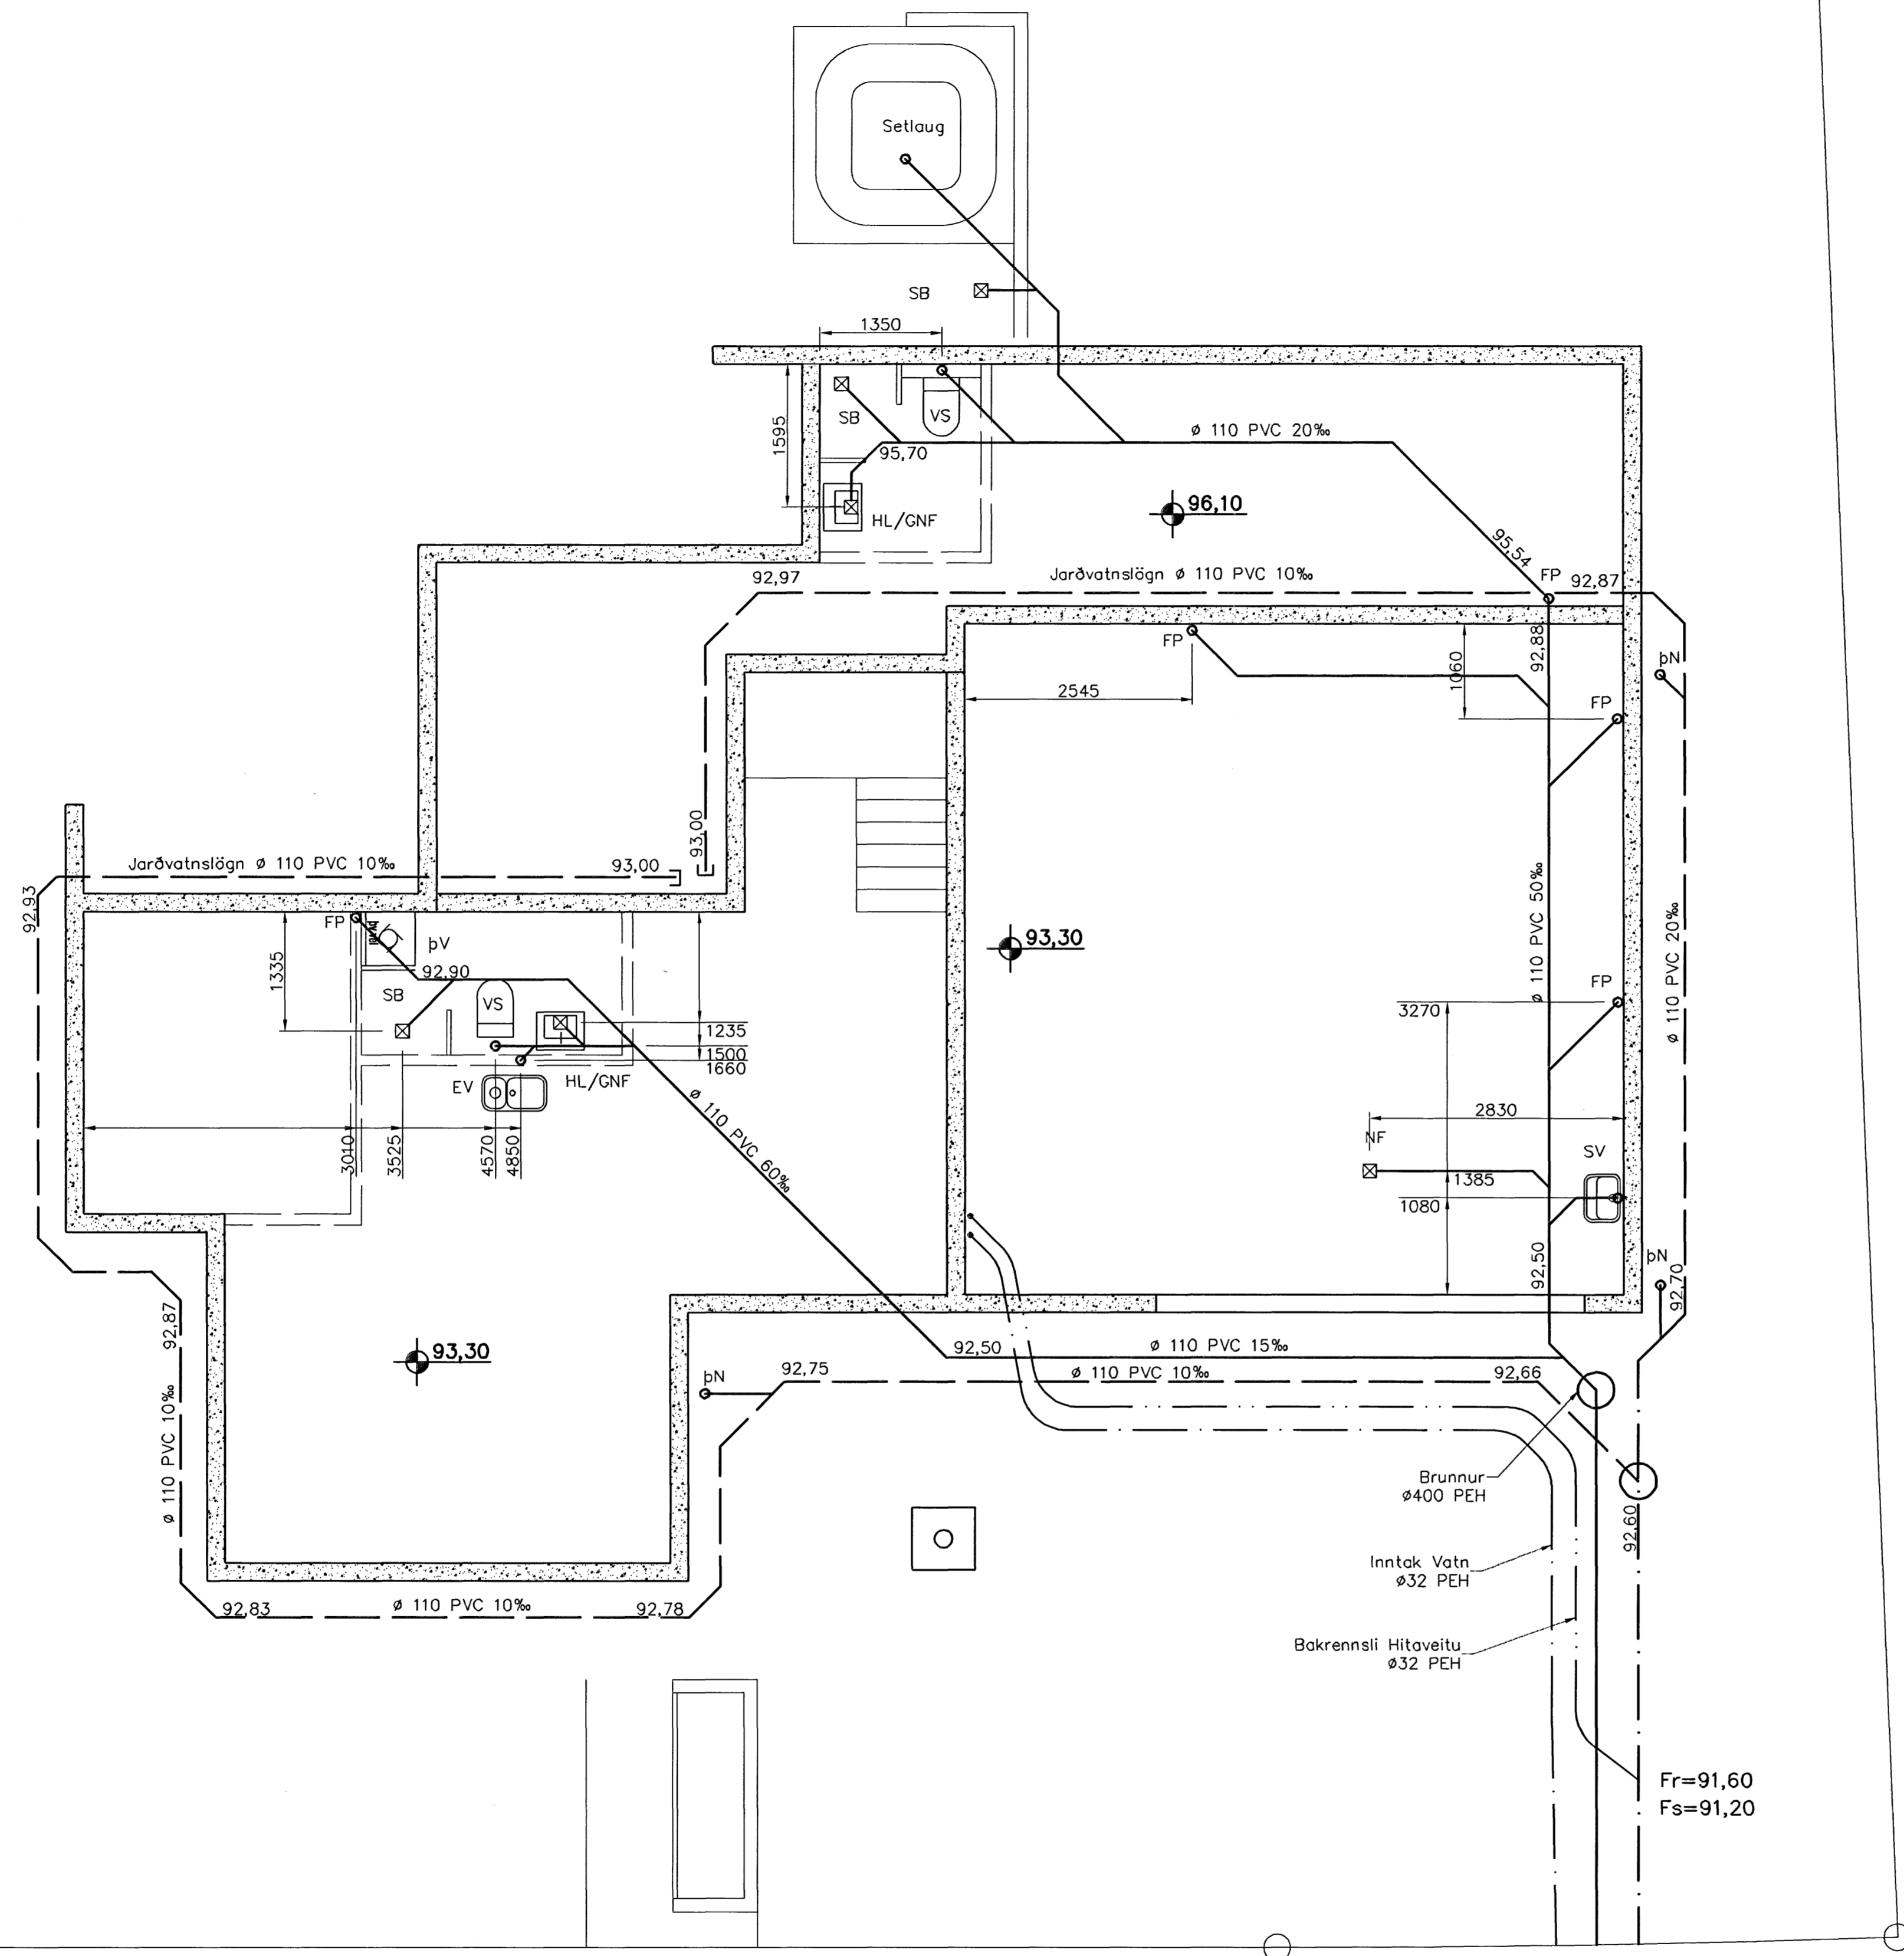 Setlaug
SB
1350
1595
SB
VS
ø 110 PVC 20‰
95,70
HL/GNF
96,10
95,54
FP
92,97
Jarðvatnslögn ø 110 PVC 10‰
92,87
FP
92,88
1060
þN
2545
FP
93,00
Jarðvatnslögn ø 110 PVC 10‰
93,00
92,93
FP
þV
92,90
1335
SB
VS
93,30
ø 110 PVC 50‰
ø 110 PVC 20‰
FP
3270
1235
1500
1660
EV
HL/GNF
3010
3525
4570
4850
ø 110 PVC 60‰
2830
NF
SV
1385
1080
92,50
þN
92,70
92,87
93,30
92,50
ø 110 PVC 15‰
þN
92,75
ø 110 PVC 10‰
92,66
ø 110 PVC 10‰
Brunnur
ø400 PEH
92,60
Inntak Vatn
ø32 PEH
92,83
ø 110 PVC 10‰
92,78
Bakrennsli Hitaveitu
ø32 PEH
Fr=91,60
Fs=91,20